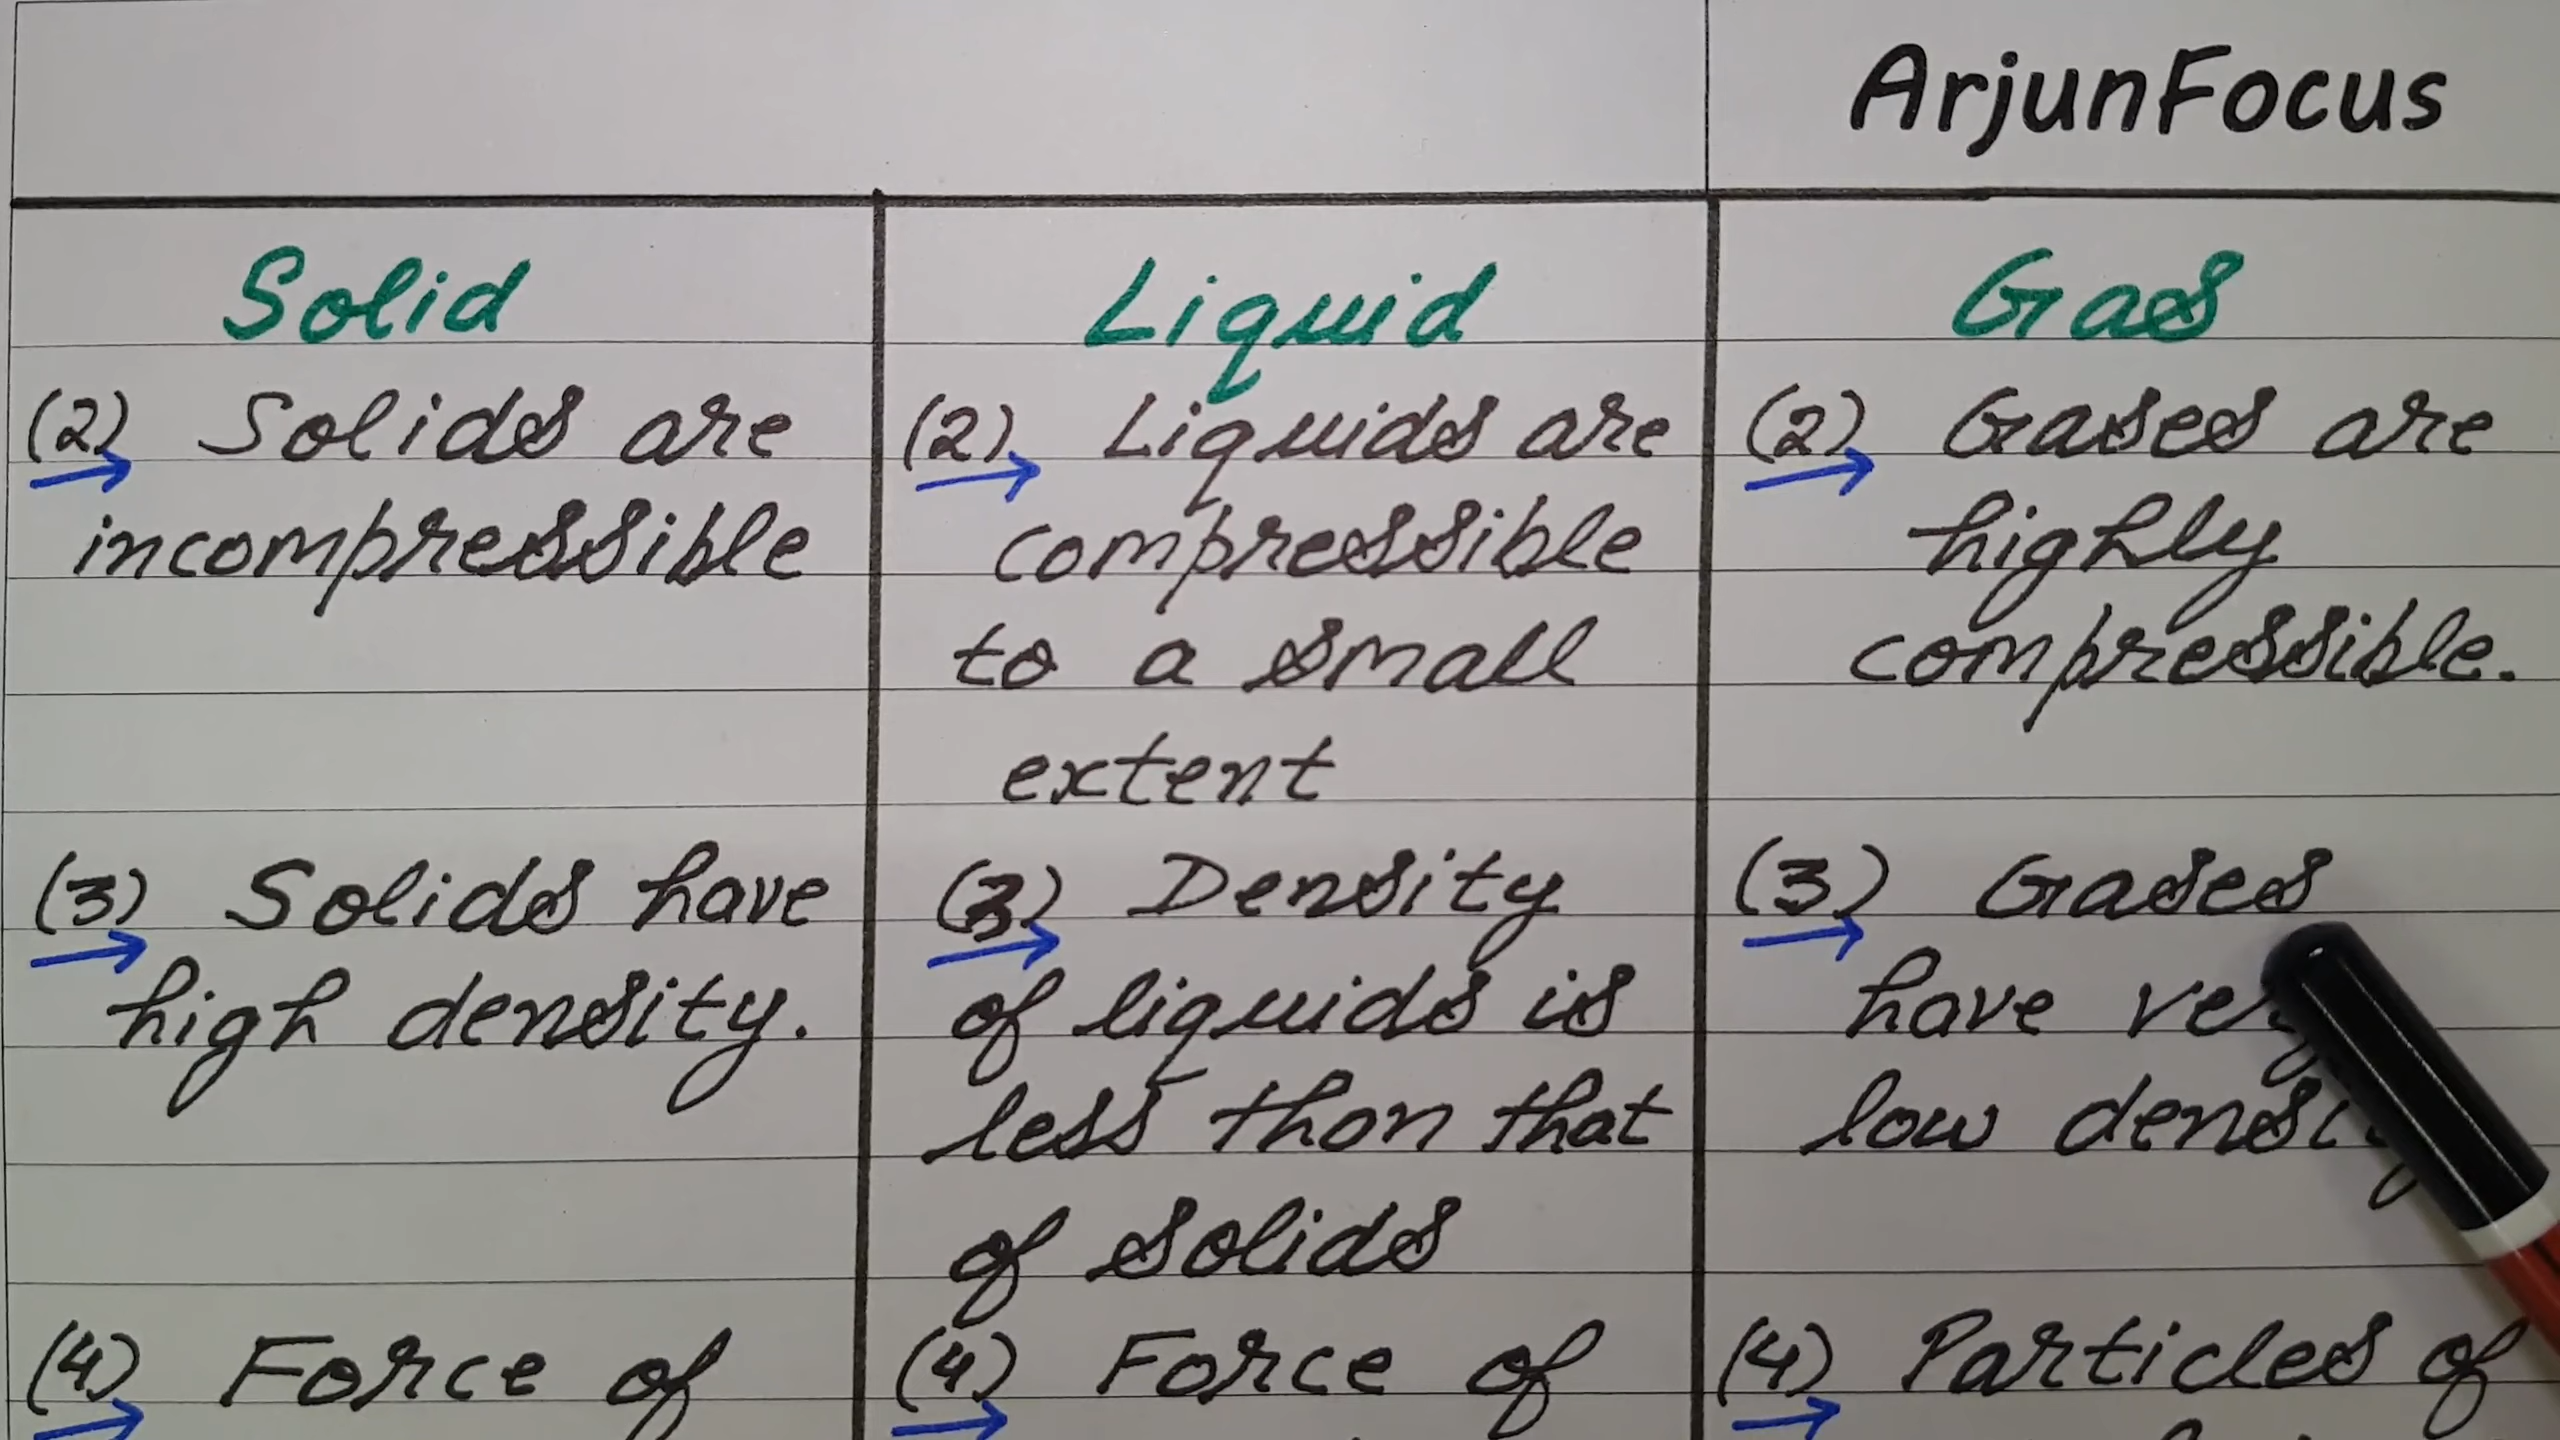 ArjunFocus
Solid
(2) Solids are
incompressible
(3) Solids have
high density.
(4) Force of
Liquid
(2) Liquids are
compressible
to a small
extent
(3) Density
of liquids is
less than that
of solids
(4) Force of
Gas
(2) Gases are
highly
compressible.
(3) Gases
have very
low density
(4) Particles of